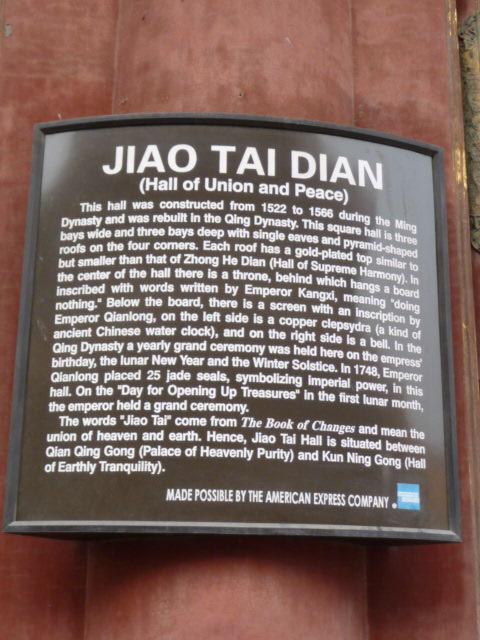 JIAO TAI DIAN
(Hall of Union and Peace)
This hall was constructed from 1522 to 1566 during the Ming
Dynasty and was rebuilt in the Qing Dynasty. This square hall is three
bays wide and three bays deep with single eaves and pyramid-shaped
roofs on the four corners. Each roof has a gold-plated top similar to
but smaller than that of Zhong He Dian (Hall of Supreme Harmony). In
the center of the hall there is a throne, behind which hangs a board
inscribed with words written by Emperor Kangxi, meaning "doing
nothing." Below the board, there is a screen with an inscription by
Emperor Qianlong, on the left side is a copper clepsydra (a kind of
ancient Chinese water clock), and on the right side is a bell. In the
Qing Dynasty a yearly grand ceremony was held here on the empress'
birthday, the lunar New Year and the Winter Solstice. In 1748, Emperor
Qianlong placed 25 jade seals, symbolizing imperial power, in this
hall. On the "Day for Opening Up Treasures" in the first lunar month,
the emperor held a grand ceremony.
The words "Jiao Tai" come from The Book of Changes and mean the
union of heaven and earth. Hence, Jiao Tai Hall is situated between
Qian Qing Gong (Palace of Heavenly Purity) and Kun Ning Gong (Hall
of Earthly Tranquility).
MADE POSSIBLE BY THE AMERICAN EXPRESS COMPANY